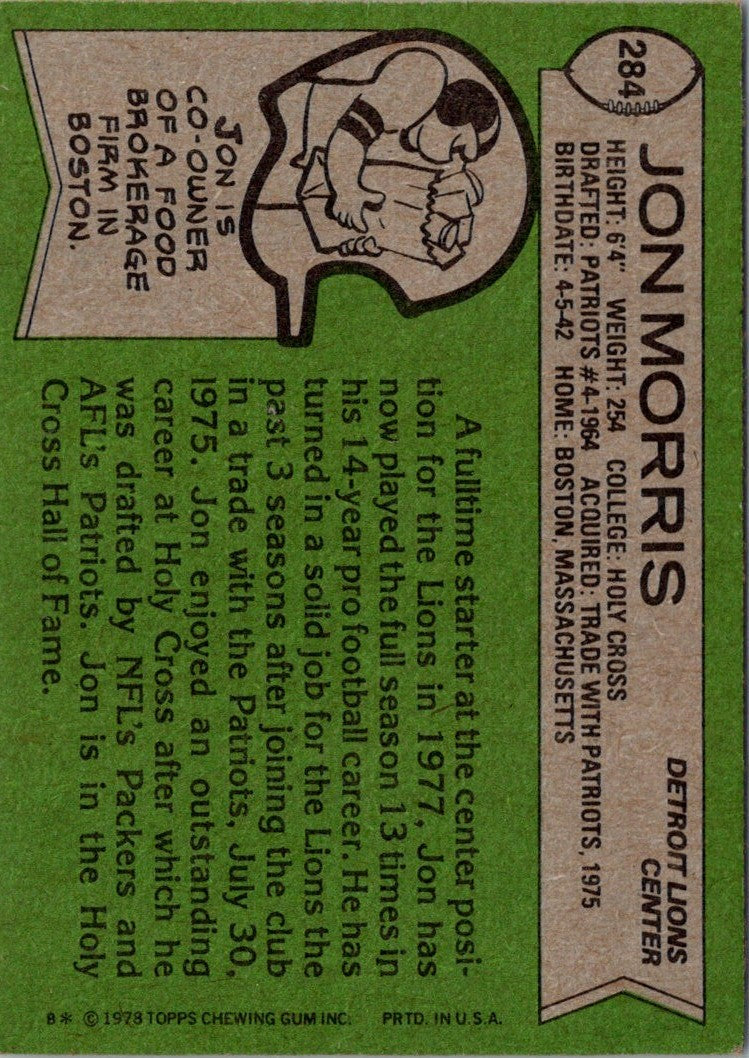 284
JON MORRIS
DETROIT LIONS
CENTER
HEIGHT: 6'4" WEIGHT: 254 COLLEGE: HOLY CROSS
DRAFTED: PATRIOTS #4-1964 ACQUIRED: TRADE WITH PATRIOTS, 1975
BIRTHDATE: 4-5-42 HOME: BOSTON, MASSACHUSETTS
JON IS
CO-OWNER
OF A FOOD
BROKERAGE
FIRM IN
BOSTON.
A fulltime starter at the center posi-
tion for the Lions in 1977, Jon has
now played the full season 13 times in
his 14-year pro football career. He has
turned in a solid job for the Lions the
past 3 seasons after joining the club
in a trade with the Patriots, July 30,
1975. Jon enjoyed an outstanding
career at Holy Cross after which he
was drafted by NFL's Packers and
AFL's Patriots. Jon is in the Holy
Cross Hall of Fame.
B* © 1978 TOPPS CHEWING GUM INC. PRTD. IN U.S.A.